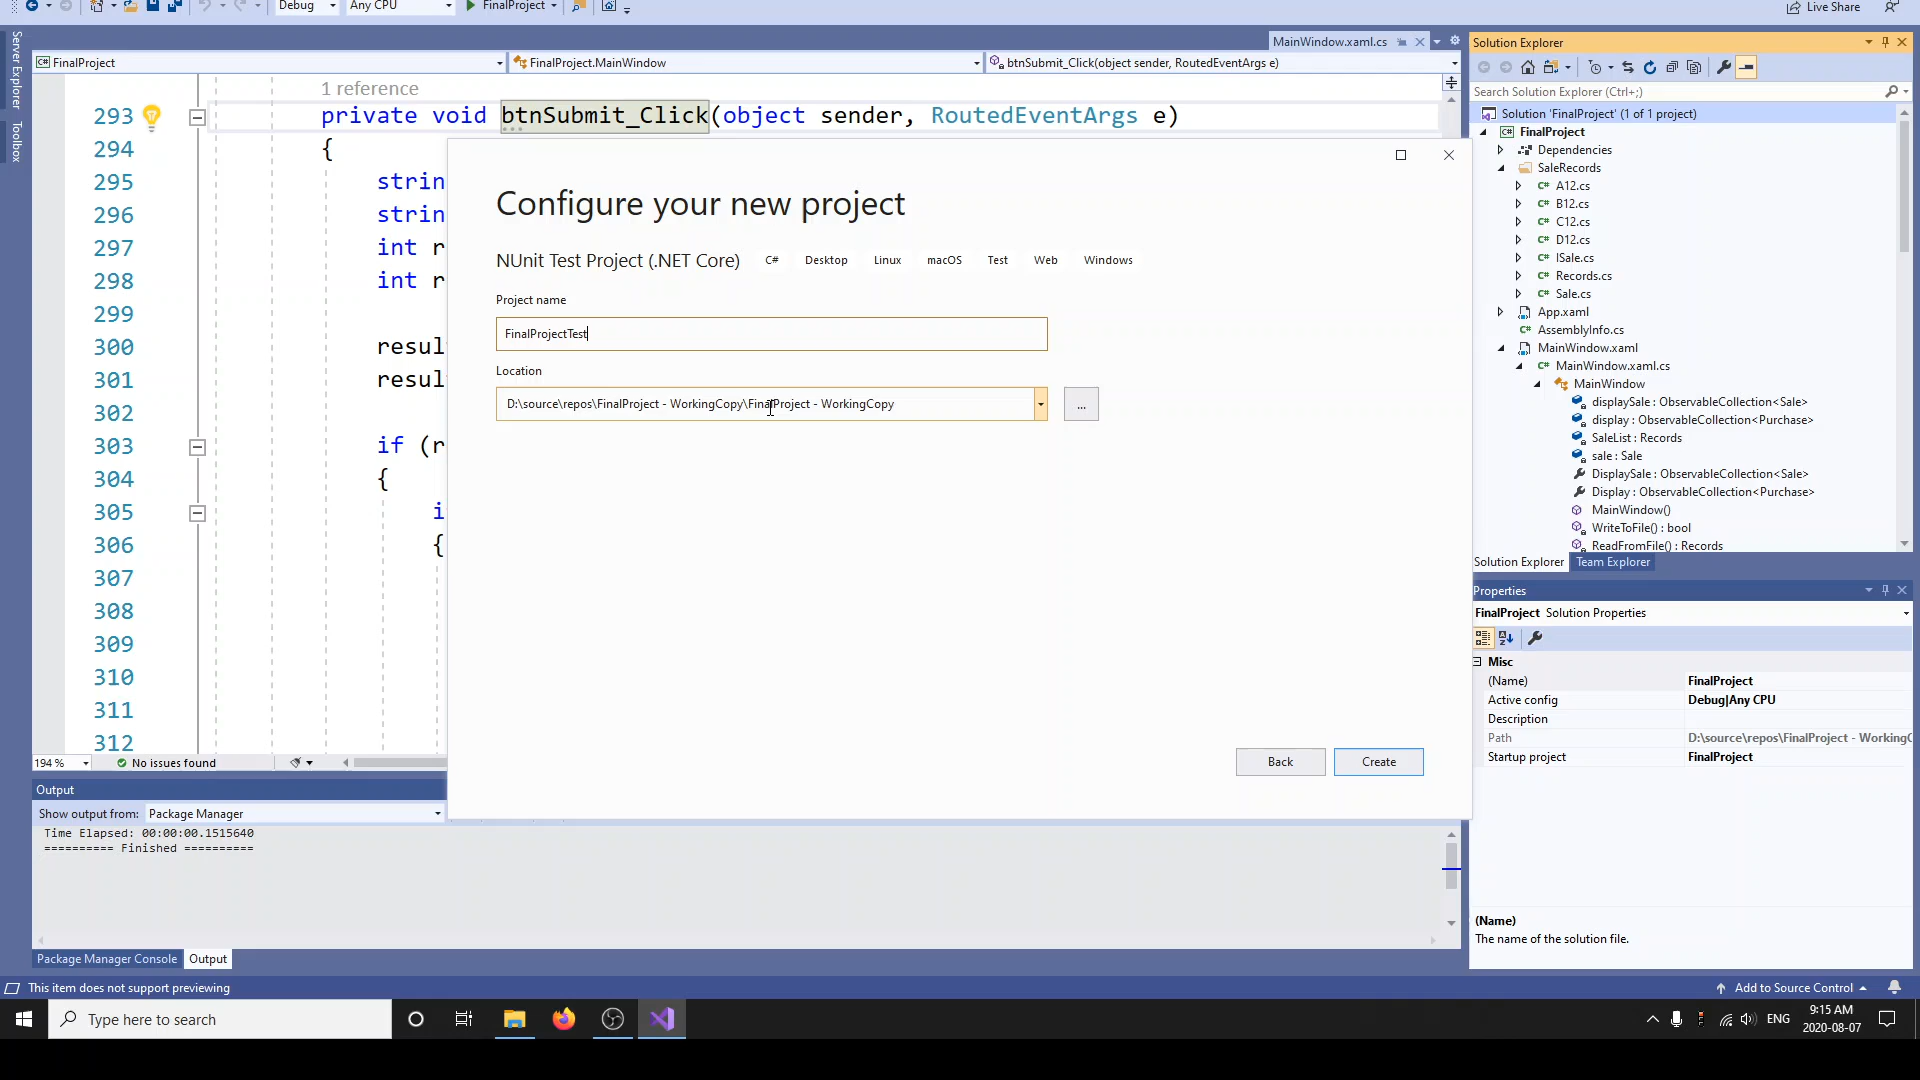 Debug
Any CPU
FinalProject
Live Share
Server Explorer
Toolbox
MainWindow.xaml.cs
FinalProject
FinalProject.MainWindow
btnSubmit_Click(object sender, RoutedEventArgs e)
1 reference
293 private void btnSubmit_Click(object sender, RoutedEventArgs e)
294 {
295 strin
296 strin
297 int r
298 int r
299
300 resul
301 resul
302
303 if (r
304 {
305 i
306 {
307
308
309
310
311
312
Configure your new project
NUnit Test Project (.NET Core) C# Desktop Linux macOS Test Web Windows
Project name
FinalProjectTest
Location
D:\source\repos\FinalProject - WorkingCopy\FinalProject - WorkingCopy
...
Back
Create
194 %
No issues found
Output
Show output from: Package Manager
Time Elapsed: 00:00:00.1515640
========== Finished ==========
Package Manager Console
Output
Solution Explorer
Search Solution Explorer (Ctrl+;)
Solution 'FinalProject' (1 of 1 project)
FinalProject
Dependencies
SaleRecords
A12.cs
B12.cs
C12.cs
D12.cs
ISale.cs
Records.cs
Sale.cs
App.xaml
AssemblyInfo.cs
MainWindow.xaml
MainWindow.xaml.cs
MainWindow
displaySale : ObservableCollection<Sale>
display : ObservableCollection<Purchase>
SaleList : Records
sale : Sale
DisplaySale : ObservableCollection<Sale>
Display : ObservableCollection<Purchase>
MainWindow()
WriteToFile() : bool
ReadFromFile() : Records
Solution Explorer
Team Explorer
Properties
FinalProject Solution Properties
Misc
(Name) FinalProject
Active config Debug|Any CPU
Description
Path D:\source\repos\FinalProject - WorkingC
Startup project FinalProject
(Name)
The name of the solution file.
This item does not support previewing
Add to Source Control
Type here to search
ENG
9:15 AM
2020-08-07